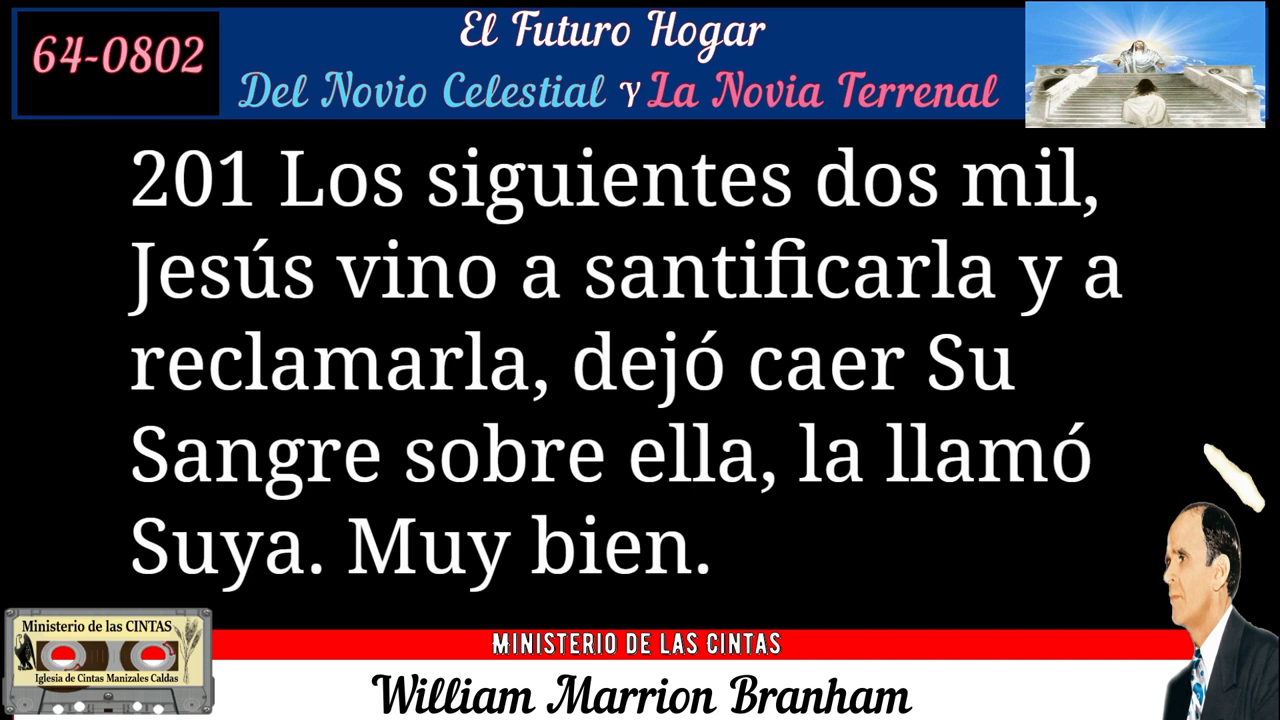 64-0802
El Futuro Hogar
Del Novio Celestial Y La Novia Terrenal
201 Los siguientes dos mil,
Jesús vino a santificarla y a
reclamarla, dejó caer Su
Sangre sobre ella, la llamó
Suya. Muy bien.
Ministerio de las CINTAS
Iglesia de Cintas Manizales Caldas
MINISTERIO DE LAS CINTAS
William Marrion Branham